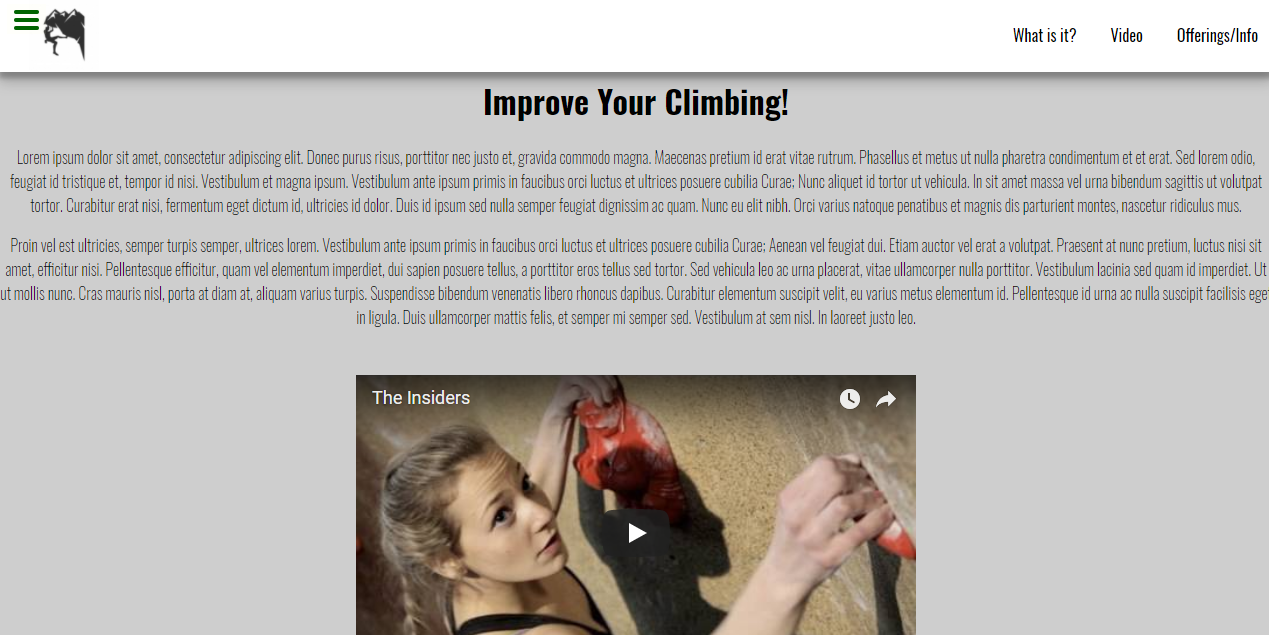 What is it?
Video
Offerings/Info
Improve Your Climbing!
Lorem ipsum dolor sit amet, consectetur adipiscing elit. Donec purus risus, porttitor nec justo et, gravida commodo magna. Maecenas pretium id erat vitae rutrum. Phasellus et metus ut nulla pharetra condimentum et et erat. Sed lorem odio,
feugiat id tristique et, tempor id nisi. Vestibulum et magna ipsum. Vestibulum ante ipsum primis in faucibus orci luctus et ultrices posuere cubilia Curae; Nunc aliquet id tortor ut vehicula. In sit amet massa vel urna bibendum sagittis ut volutpat
tortor. Curabitur erat nisi, fermentum eget dictum id, ultricies id dolor. Duis id ipsum sed nulla semper feugiat dignissim ac quam. Nunc eu elit nibh. Orci varius natoque penatibus et magnis dis parturient montes, nascetur ridiculus mus.
Proin vel est ultricies, semper turpis semper, ultrices lorem. Vestibulum ante ipsum primis in faucibus orci luctus et ultrices posuere cubilia Curae; Aenean vel feugiat dui. Etiam auctor vel erat a volutpat. Praesent at nunc pretium, luctus nisi sit
amet, efficitur nisi. Pellentesque efficitur, quam vel elementum imperdiet, dui sapien posuere tellus, a porttitor eros tellus sed tortor. Sed vehicula leo ac urna placerat, vitae ullamcorper nulla porttitor. Vestibulum lacinia sed quam id imperdiet. Ut
ut mollis nunc. Cras mauris nisl, porta at diam at, aliquam varius turpis. Suspendisse bibendum venenatis libero rhoncus dapibus. Curabitur elementum suscipit velit, eu varius metus elementum id. Pellentesque id urna ac nulla suscipit facilisis eget
in ligula. Duis ullamcorper mattis felis, et semper mi semper sed. Vestibulum at sem nisl. In laoreet justo leo.
The Insiders